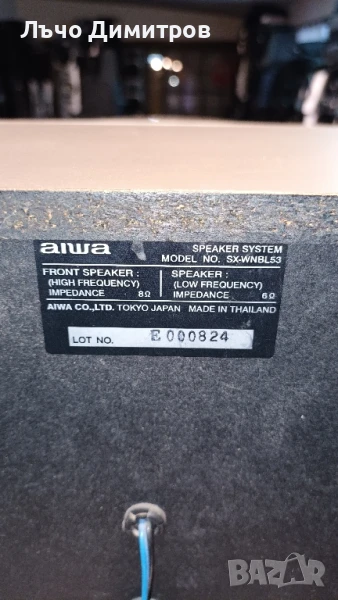 Лъчо Димитров
aiwa
SPEAKER SYSTEM
MODEL NO. SX-WNBL53
FRONT SPEAKER :
(HIGH FREQUENCY)
IMPEDANCE 8Ω
SPEAKER :
(LOW FREQUENCY)
IMPEDANCE 6Ω
AIWA CO.,LTD. TOKYO JAPAN MADE IN THAILAND
LOT NO. E 000824
BAZAR